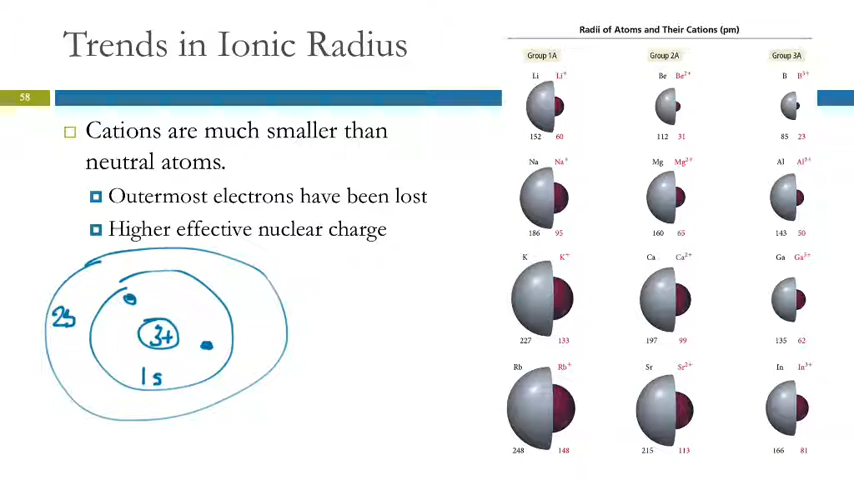 Trends in Ionic Radius
58
Cations are much smaller than
neutral atoms.
Outermost electrons have been lost
Higher effective nuclear charge
2s
3+
1s
Radii of Atoms and Their Cations (pm)
Group 1A Group 2A Group 3A
Li Li⁺ Be Be²⁺ B B³⁺
152 60 112 31 85 23
Na Na⁺ Mg Mg²⁺ Al Al³⁺
186 95 160 65 143 50
K K⁺ Ca Ca²⁺ Ga Ga³⁺
227 133 197 99 135 62
Rb Rb⁺ Sr Sr²⁺ In In³⁺
248 148 215 113 166 81